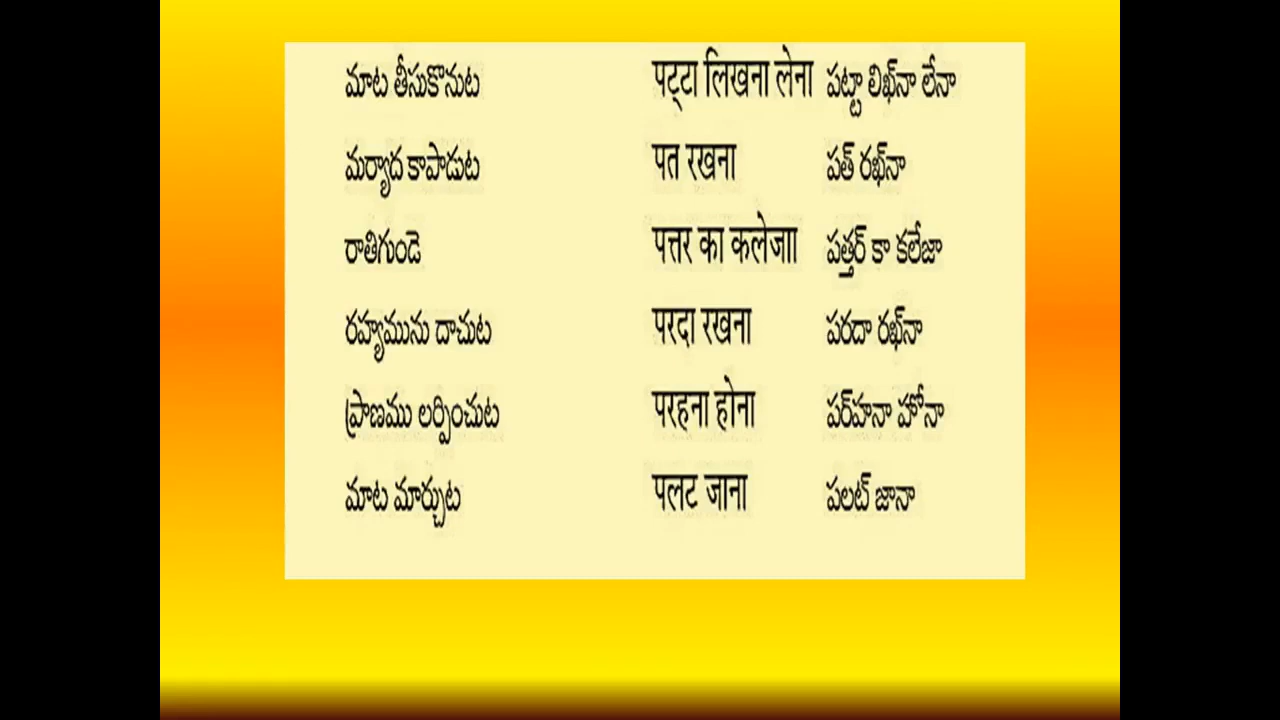 మాట తీసుకొనుట पट्टा लिखना लेना పట్టా లిఖ్‌నా లేనా
మర్యాద కాపాడుట पत रखना పత్ రఖ్‌నా
రాతిగుండె पत्तर का कलेजाा పత్తర్ కా కలేజా
రహ్యమును దాచుట परदा रखना పరదా రఖ్‌నా
ప్రాణము లర్పించుట परहना होना పర్‌హనా హోనా
మాట మార్చుట पलट जाना పలట్ జానా